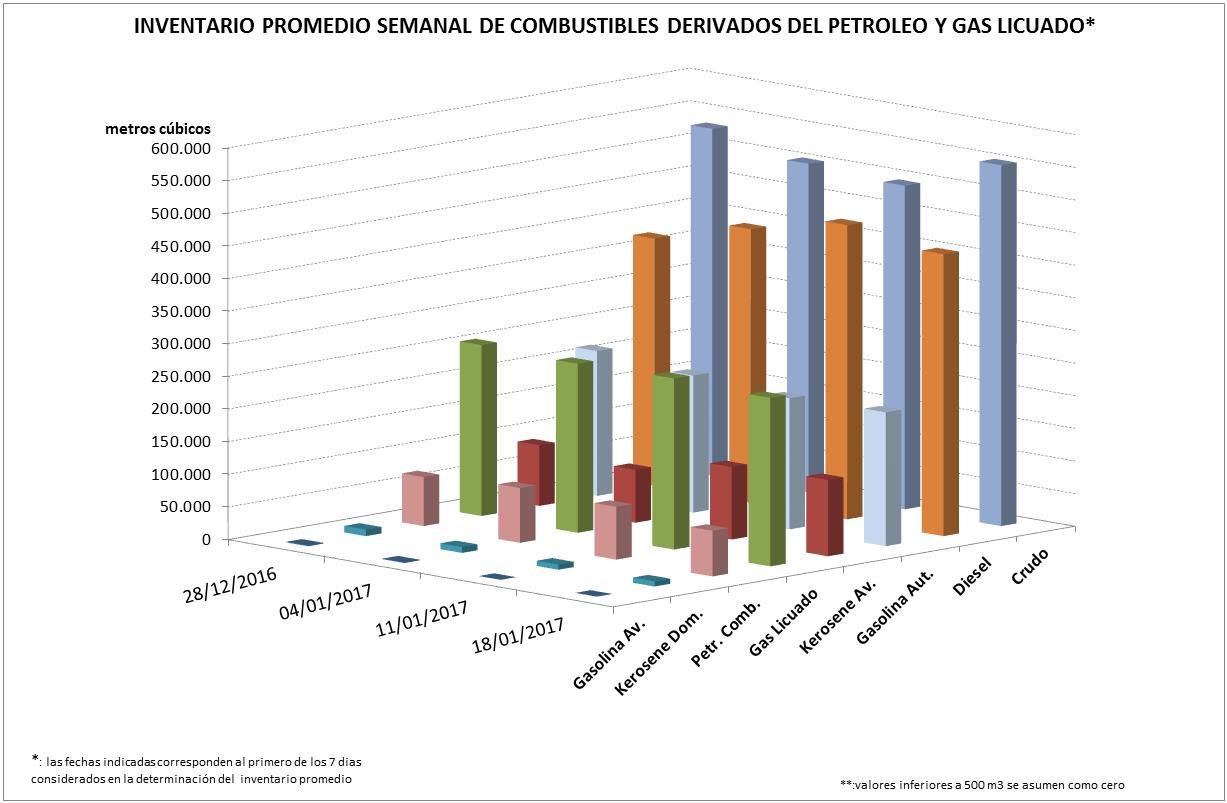 INVENTARIO PROMEDIO SEMANAL DE COMBUSTIBLES DERIVADOS DEL PETROLEO Y GAS LICUADO*
metros cúbicos
600.000
550.000
500.000
450.000
400.000
350.000
300.000
250.000
200.000
150.000
100.000
50.000
0
28/12/2016
04/01/2017
11/01/2017
18/01/2017
Gasolina Av.
Kerosene Dom.
Petr. Comb.
Gas Licuado
Kerosene Av.
Gasolina Aut.
Diesel
Crudo
*: las fechas indicadas corresponden al primero de los 7 dias
considerados en la determinación del inventario promedio
**:valores inferiores a 500 m3 se asumen como cero